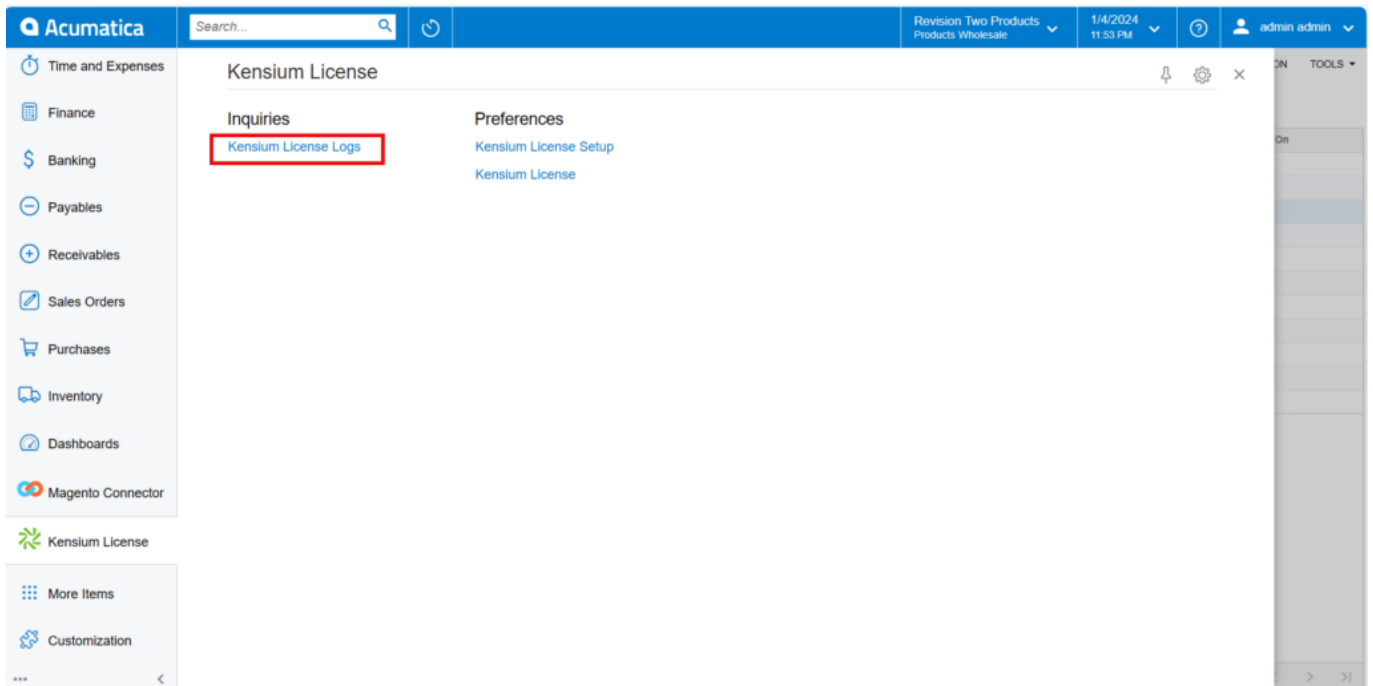 Acumatica
Search...
Revision Two Products
Products Wholesale
1/4/2024
11:53 PM
admin admin
Time and Expenses
Finance
Banking
Payables
Receivables
Sales Orders
Purchases
Inventory
Dashboards
Magento Connector
Kensium License
More Items
Customization
Kensium License
Inquiries
Kensium License Logs
Preferences
Kensium License Setup
Kensium License
ON TOOLS
On